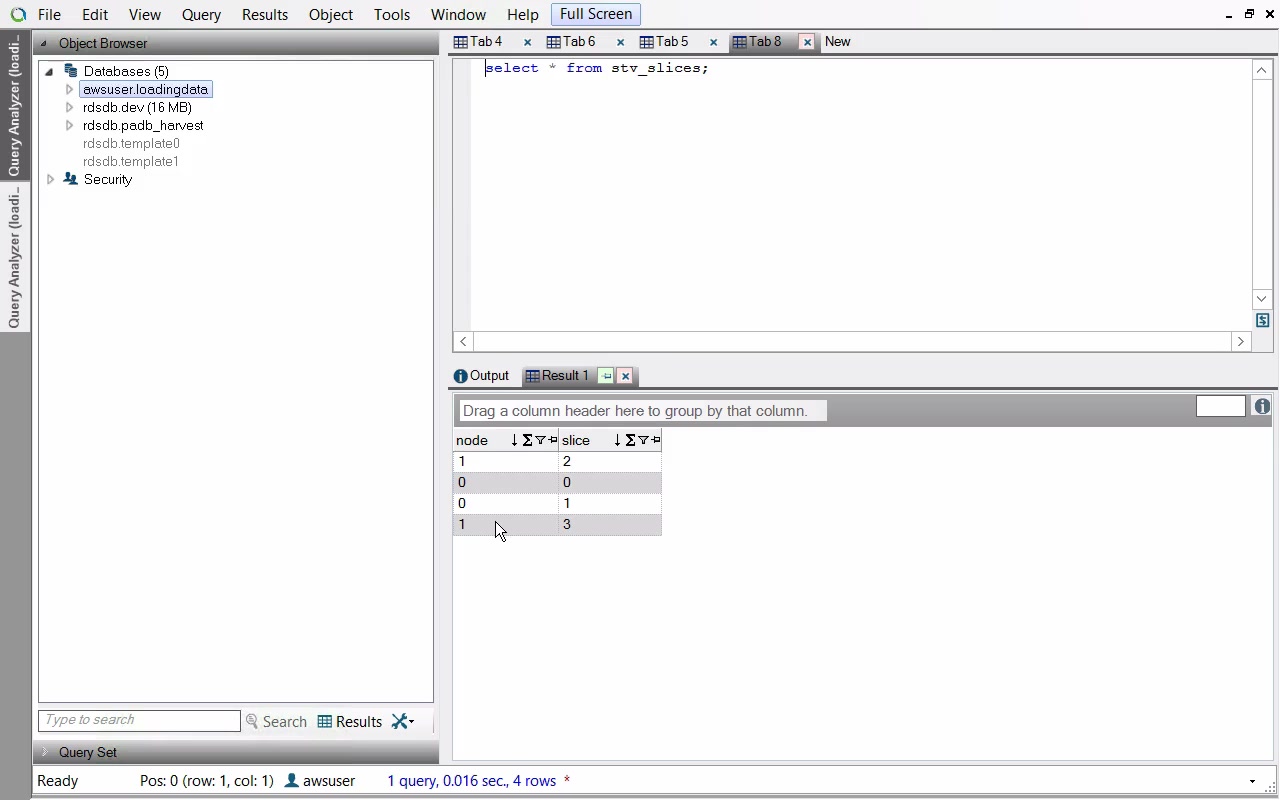 File Edit View Query Results Object Tools Window Help Full Screen
Query Analyzer (loadi...
Query Analyzer (loadi...
Object Browser
Databases (5)
awsuser.loadingdata
rdsdb.dev (16 MB)
rdsdb.padb_harvest
rdsdb.template0
rdsdb.template1
Security
Type to search Search Results
Query Set
Tab 4 Tab 6 Tab 5 Tab 8 New
select * from stv_slices;
Output Result 1
Drag a column header here to group by that column.
node slice
1 2
0 0
0 1
1 3
Ready Pos: 0 (row: 1, col: 1) awsuser 1 query, 0.016 sec., 4 rows *